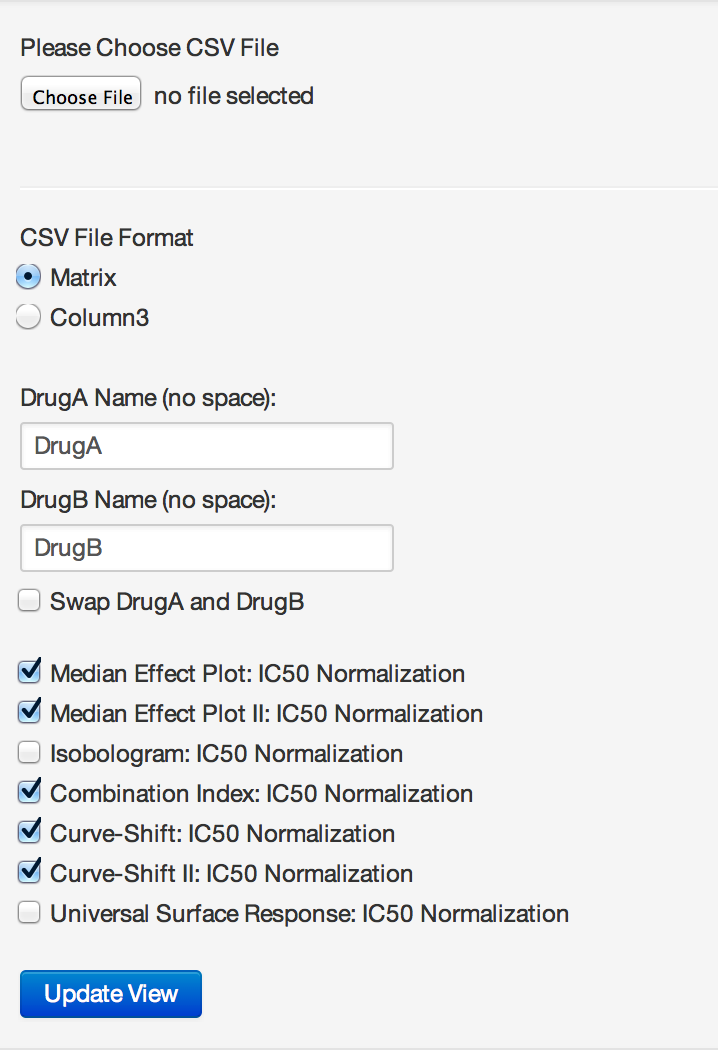 Please Choose CSV File
Choose File no file selected
CSV File Format
Matrix
Column3
DrugA Name (no space):
DrugA
DrugB Name (no space):
DrugB
Swap DrugA and DrugB
Median Effect Plot: IC50 Normalization
Median Effect Plot II: IC50 Normalization
Isobologram: IC50 Normalization
Combination Index: IC50 Normalization
Curve-Shift: IC50 Normalization
Curve-Shift II: IC50 Normalization
Universal Surface Response: IC50 Normalization
Update View